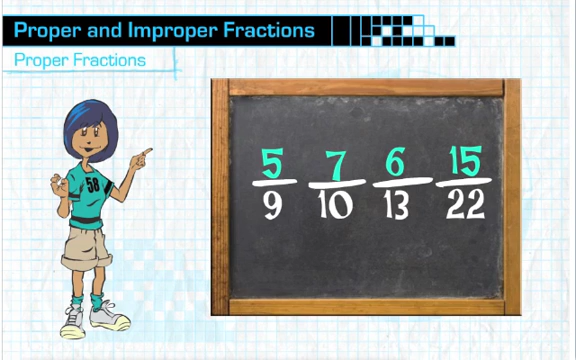 Proper and Improper Fractions
Proper Fractions
58
5 7 6 15
9 10 13 22